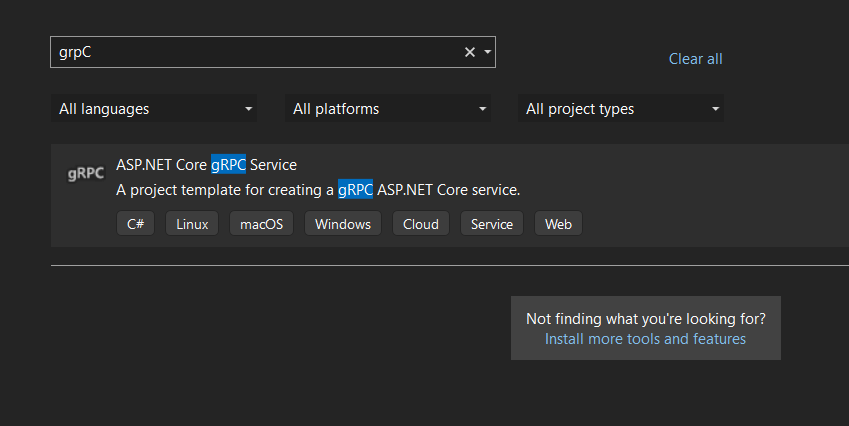 grpC
Clear all
All languages
All platforms
All project types
gRPC
ASP.NET Core gRPC Service
A project template for creating a gRPC ASP.NET Core service.
C# Linux macOS Windows Cloud Service Web
Not finding what you're looking for?
Install more tools and features